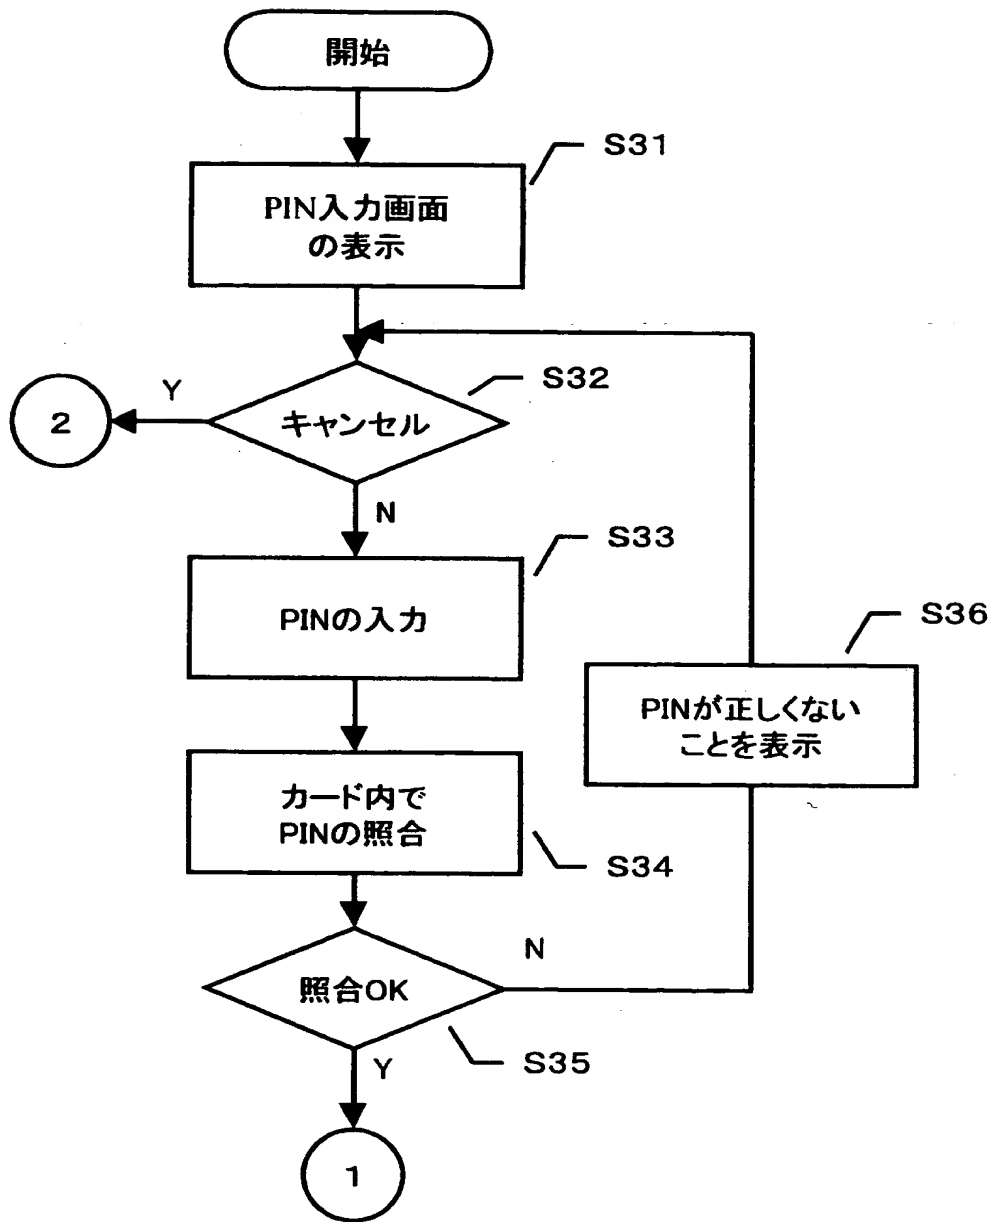 開始
S31
PIN入力画面
の表示
S32
Y
2
キャンセル
N
S33
PINの入力
S36
PINが正しくない
ことを表示
カード内で
PINの照合
S34
N
照合OK
S35
Y
1